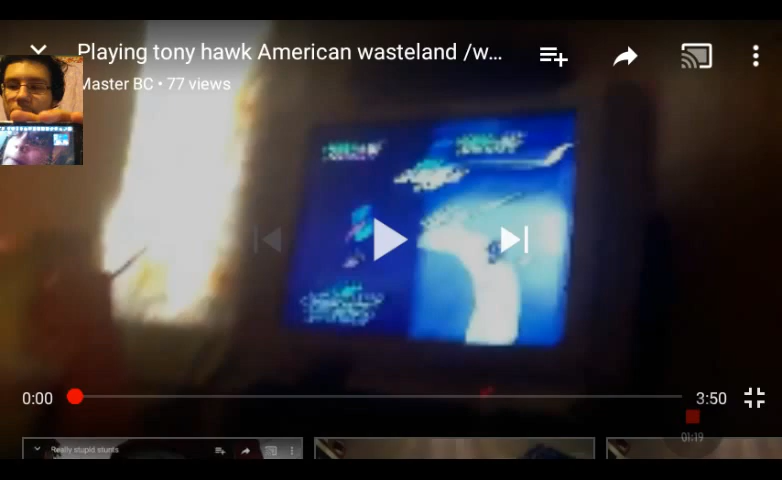 Playing tony hawk American wasteland /w...
Master BC • 77 views
0:00
3:50
01:19
Really stupid stunts